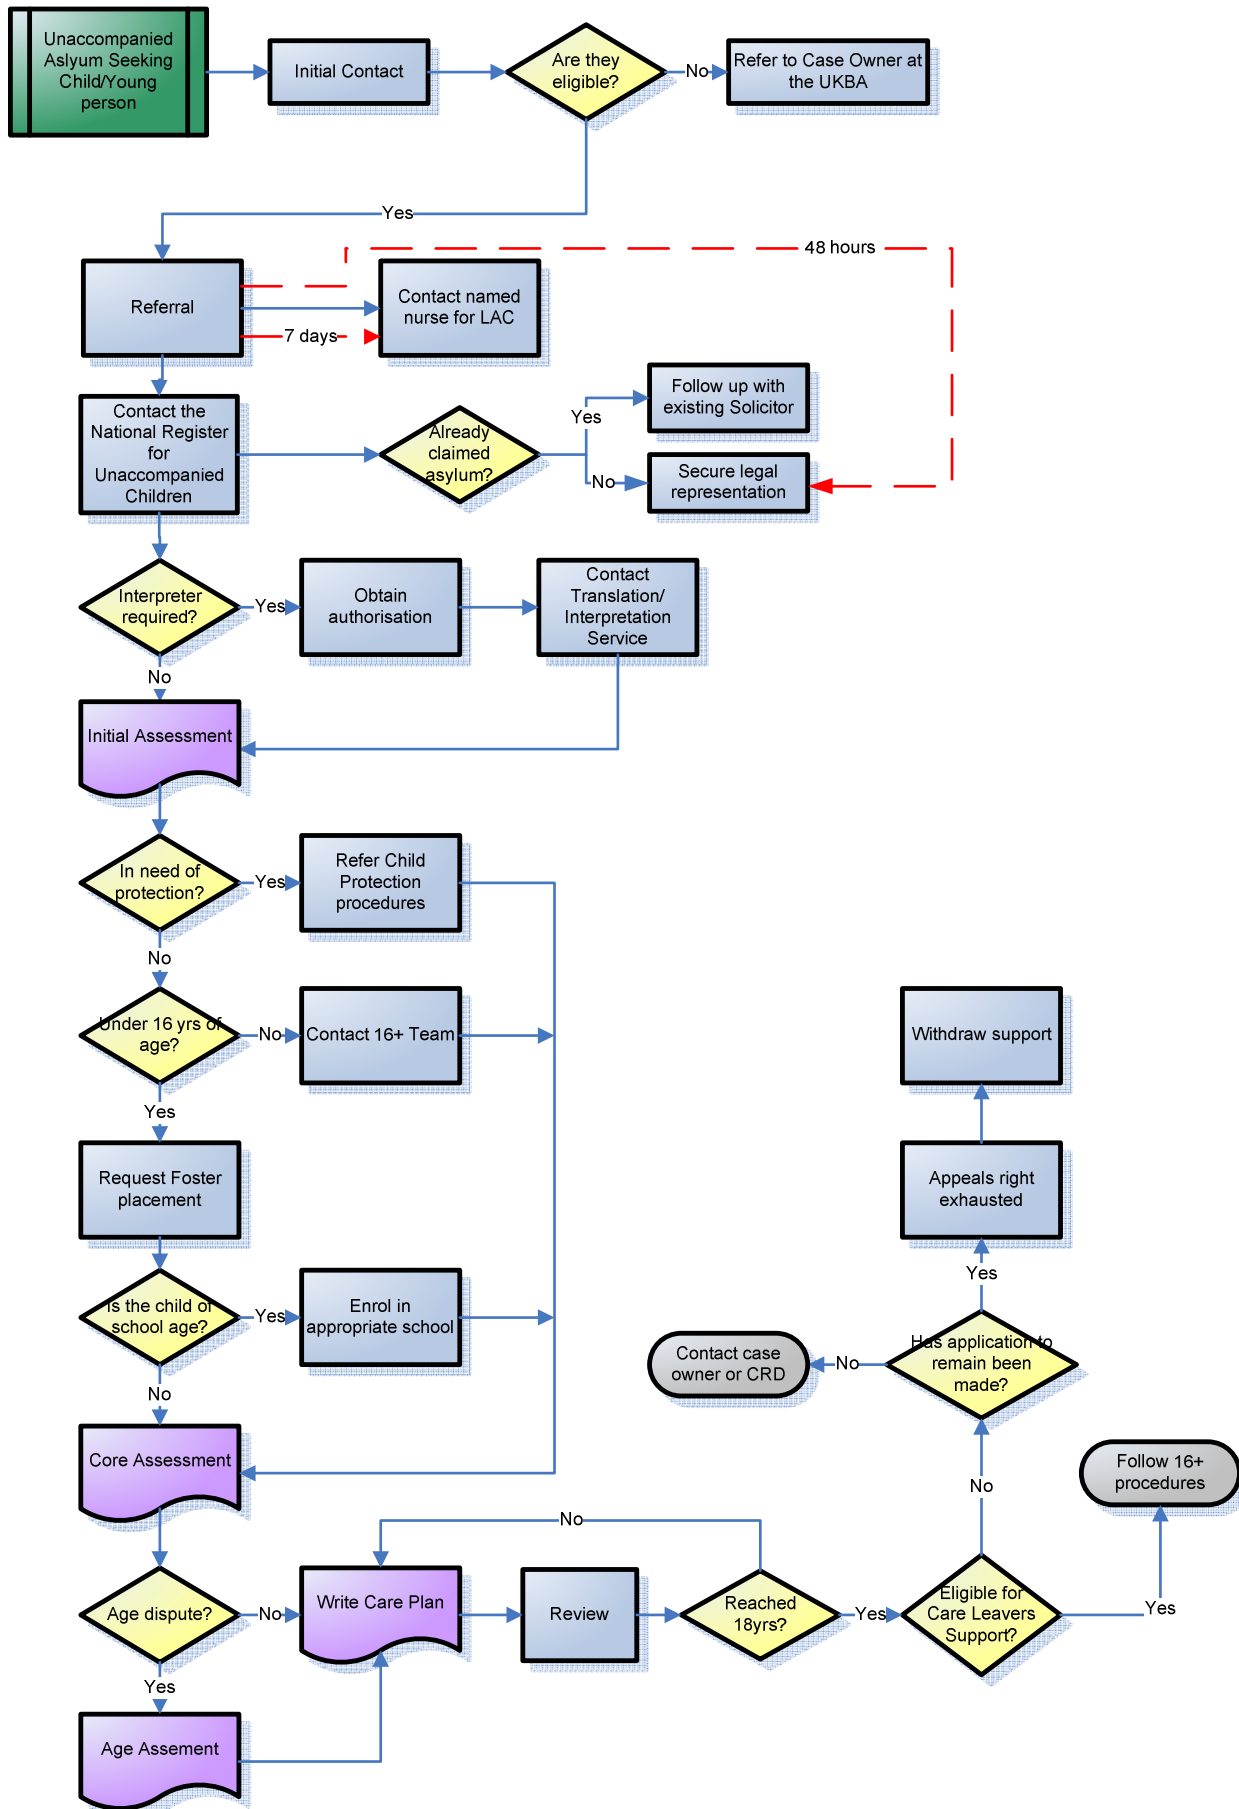 Unaccompanied
Aslyum Seeking
Child/Young
person
Initial Contact
Are they
eligible?
No
Refer to Case Owner at
the UKBA
Yes
48 hours
Referral
Contact named
nurse for LAC
7 days
Contact the
National Register
for
Unaccompanied
Children
Already
claimed
asylum?
Yes
Follow up with
existing Solicitor
No
Secure legal
representation
Interpreter
required?
Yes
Obtain
authorisation
Contact
Translation/
Interpretation
Service
No
Initial Assessment
In need of
protection?
Yes
Refer Child
Protection
procedures
No
Under 16 yrs of
age?
No
Contact 16+ Team
Yes
Request Foster
placement
Is the child of
school age?
Yes
Enrol in
appropriate school
No
Core Assessment
Age dispute?
No
Write Care Plan
Yes
Age Assement
Review
Reached
18yrs?
No
Yes
Eligible for
Care Leavers
Support?
Yes
Follow 16+
procedures
No
Has application to
remain been
made?
No
Contact case
owner or CRD
Yes
Appeals right
exhausted
Withdraw support